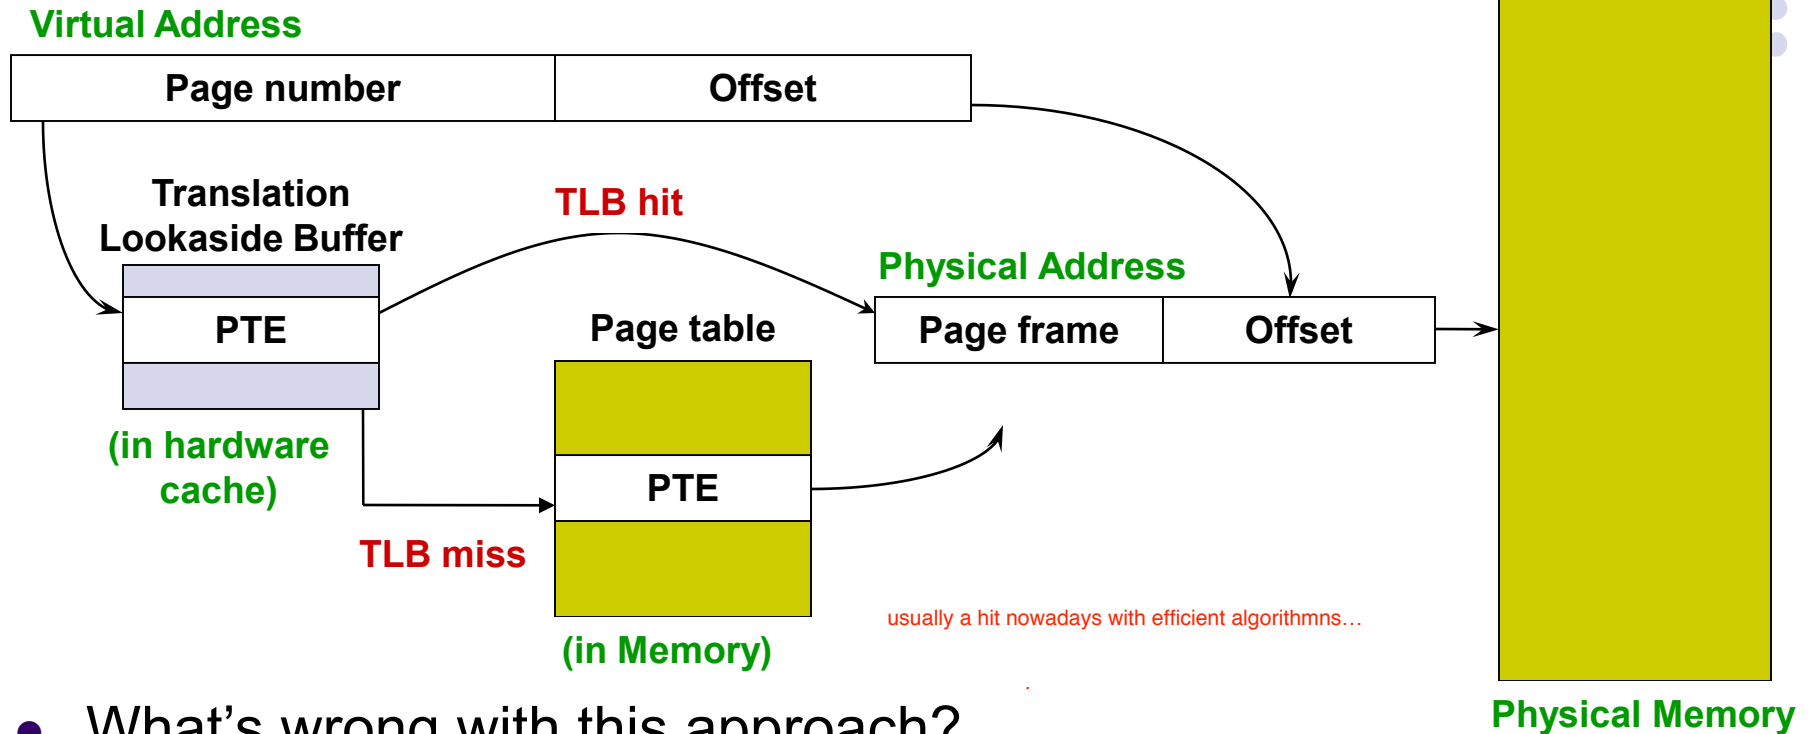 Virtual Address
Page number
Offset
Translation
Lookaside Buffer
TLB hit
Physical Address
PTE
Page table
Page frame
Offset
(in hardware
cache)
PTE
TLB miss
usually a hit nowadays with efficient algorithmns…
(in Memory)
Physical Memory
What's wrong with this approach?